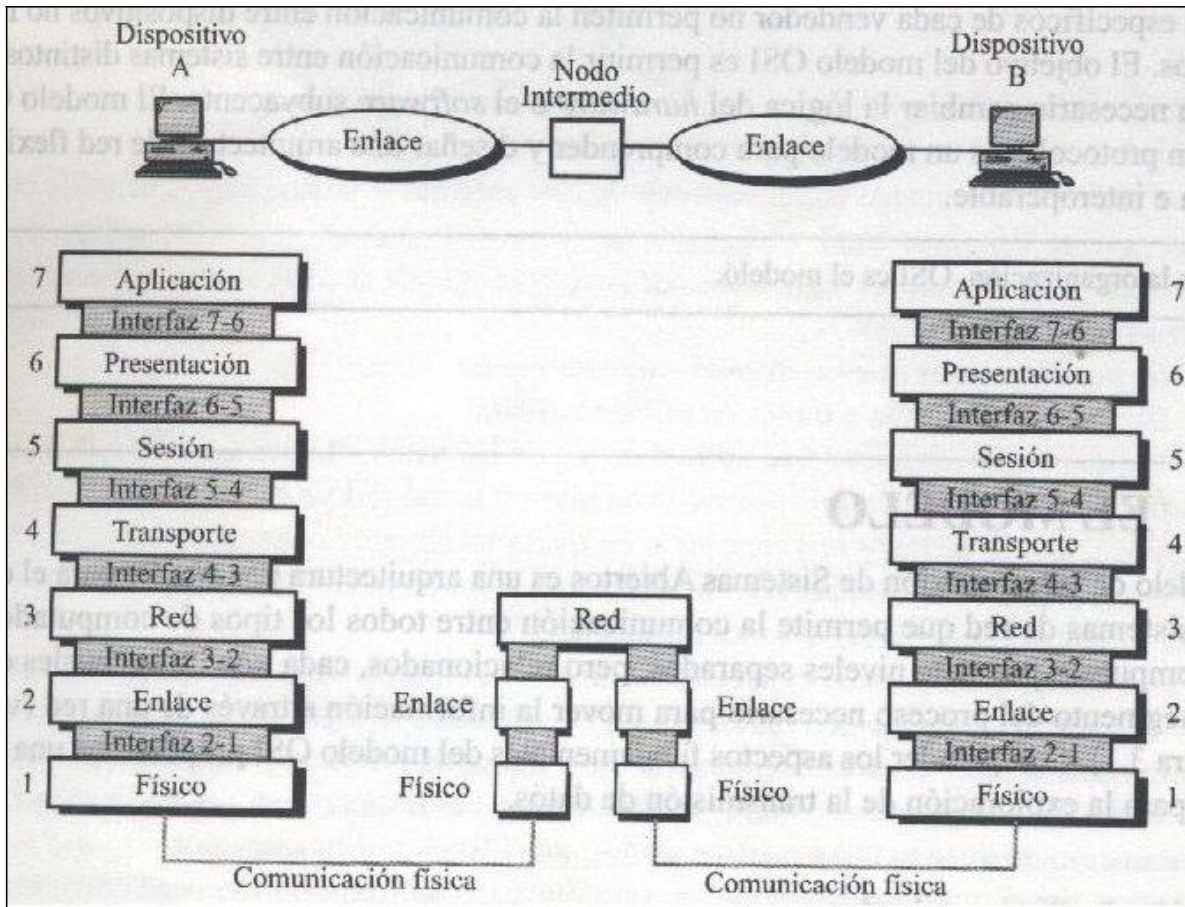 Dispositivo
A
Nodo
Intermedio
Dispositivo
B
Enlace
Enlace
7 Aplicación
Interfaz 7-6
6 Presentación
Interfaz 6-5
5 Sesión
Interfaz 5-4
4 Transporte
Interfaz 4-3
3 Red
Interfaz 3-2
2 Enlace
Interfaz 2-1
1 Físico
Red
Enlace
Enlace
Físico
Físico
Aplicación 7
Interfaz 7-6
Presentación 6
Interfaz 6-5
Sesión 5
Interfaz 5-4
Transporte 4
Interfaz 4-3
Red 3
Interfaz 3-2
Enlace 2
Interfaz 2-1
Físico 1
Comunicación física
Comunicación física